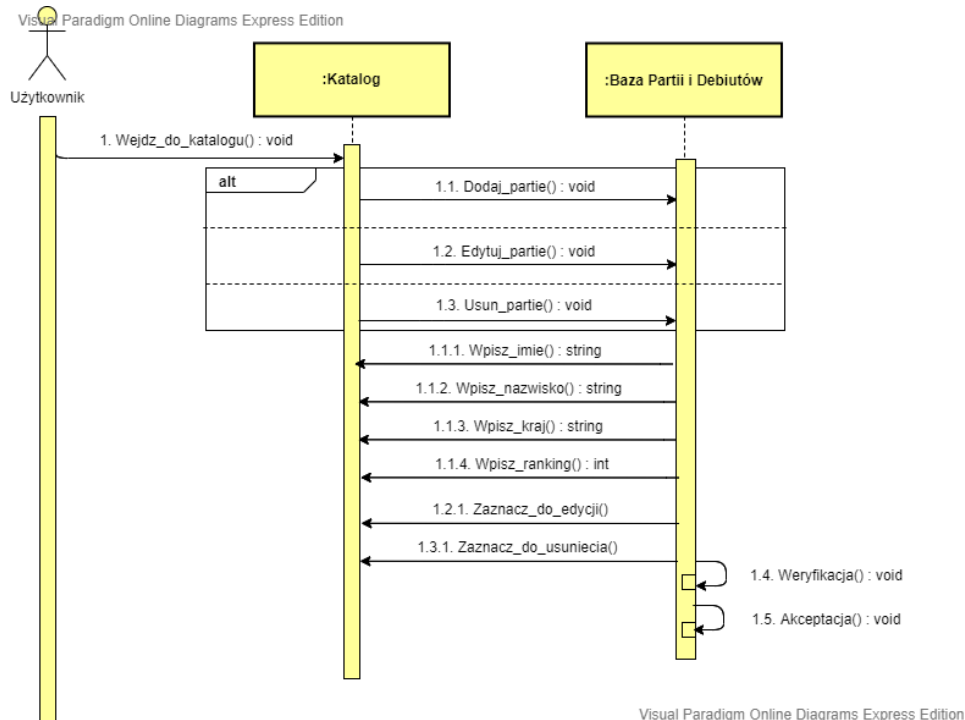 Visual Paradigm Online Diagrams Express Edition
Użytkownik
:Katalog
:Baza Partii i Debiutów
1. Wejdz_do_katalogu() : void
alt
1.1. Dodaj_partie() : void
1.2. Edytuj_partie() : void
1.3. Usun_partie() : void
1.1.1. Wpisz_imie() : string
1.1.2. Wpisz_nazwisko() : string
1.1.3. Wpisz_kraj() : string
1.1.4. Wpisz_ranking() : int
1.2.1. Zaznacz_do_edycji()
1.3.1. Zaznacz_do_usuniecia()
1.4. Weryfikacja() : void
1.5. Akceptacja() : void
Visual Paradigm Online Diagrams Express Edition